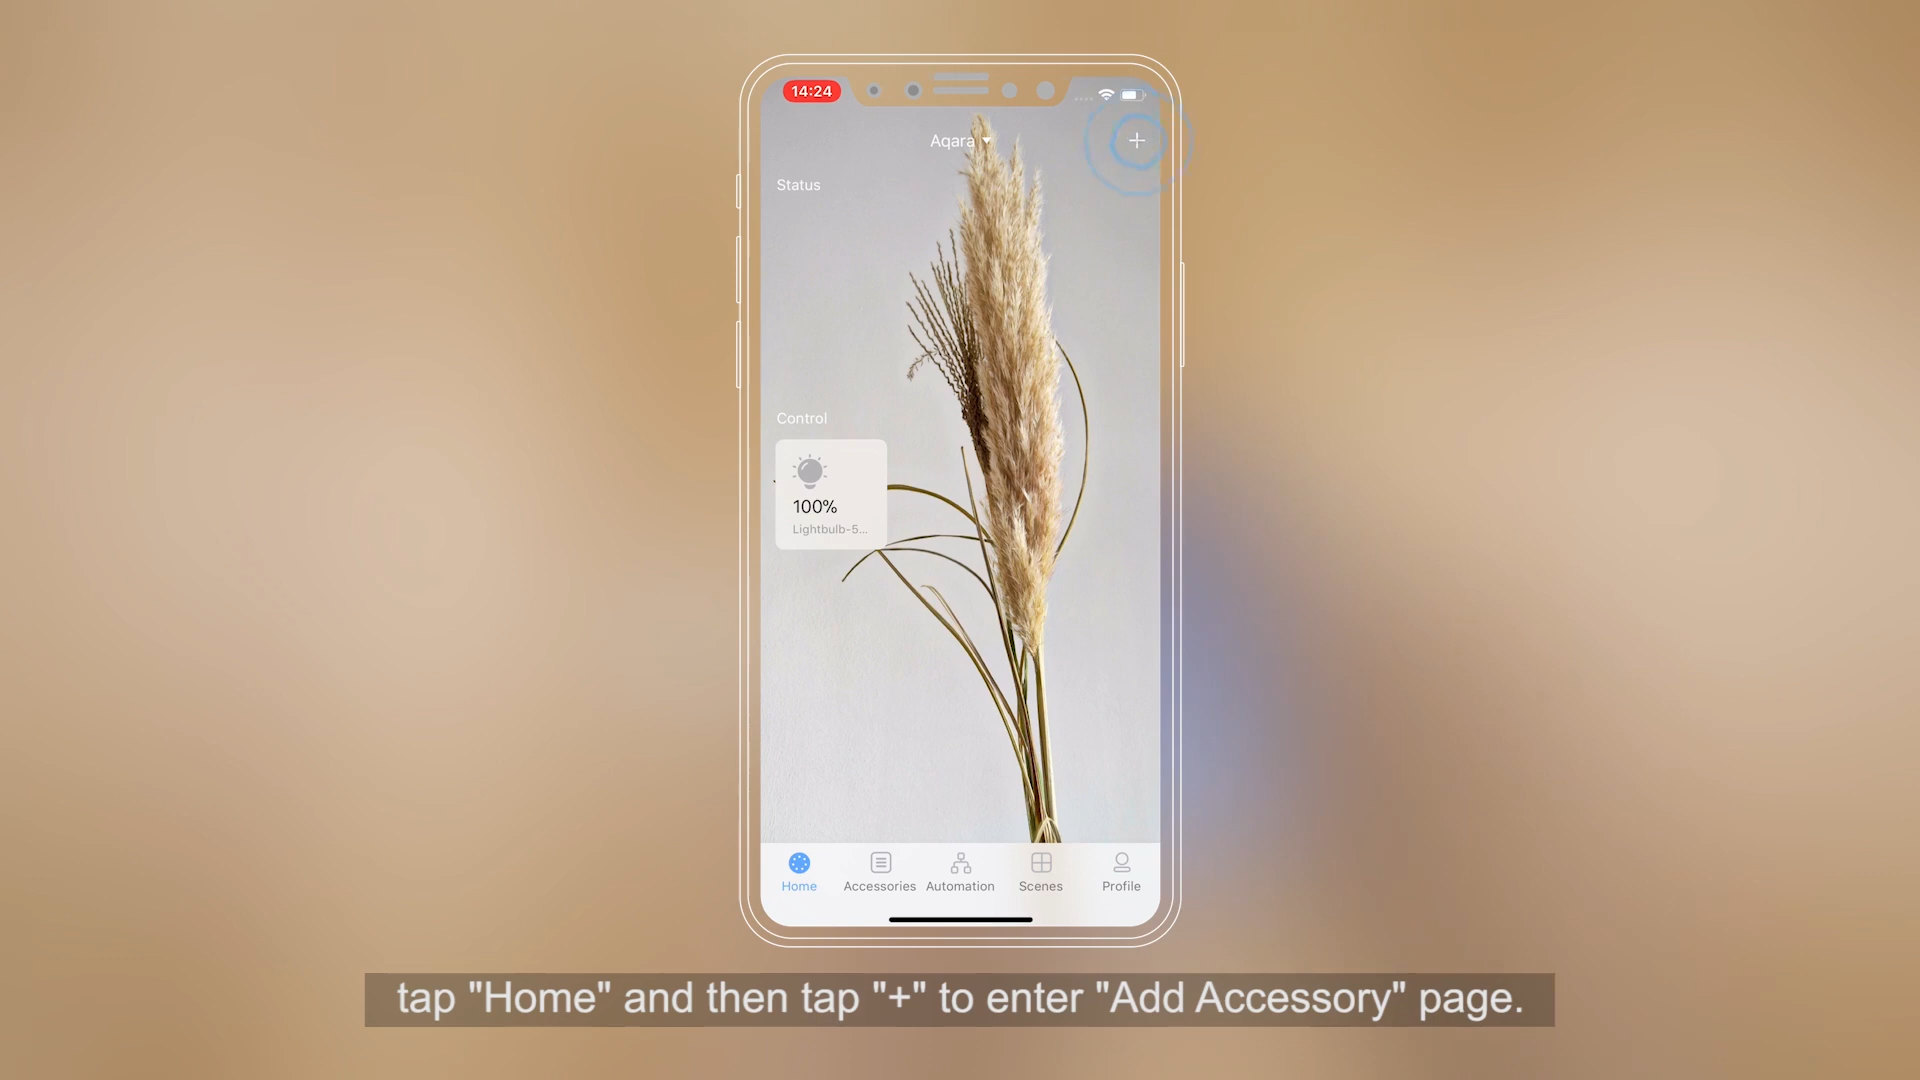 14:24
Aqara
Status
Control
100%
Lightbulb-5...
Home
Accessories
Automation
Scenes
Profile
tap "Home" and then tap "+" to enter "Add Accessory" page.